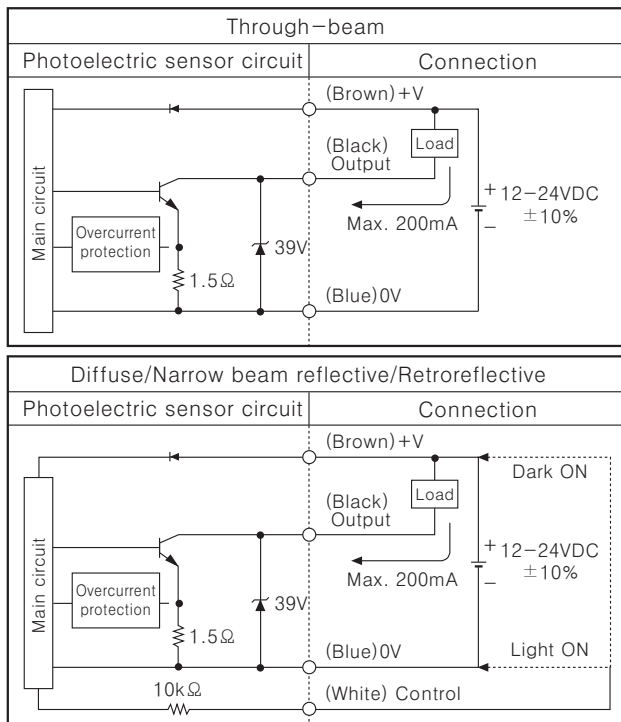 Through-beam
Photoelectric sensor circuit
Connection
(Brown)+V
(Black)
Output
Load
Main circuit
Overcurrent
protection
Max. 200mA
+
12-24VDC
±10%
−
39V
1.5Ω
(Blue)0V
Diffuse/Narrow beam reflective/Retroreflective
Photoelectric sensor circuit
Connection
(Brown)+V
Dark ON
(Black)
Output
Load
Main circuit
Overcurrent
protection
Max. 200mA
+
12-24VDC
±10%
−
39V
1.5Ω
(Blue)0V
Light ON
10kΩ
(White) Control